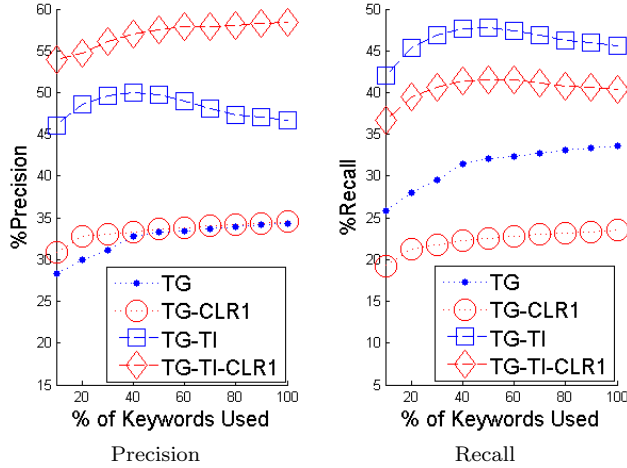 60
55
50
45
40
35
30
25
20
15
%Precision
TG
TG-CLR1
TG-TI
TG-TI-CLR1
20 40 60 80 100
% of Keywords Used
Precision
50
45
40
35
30
25
20
15
10
5
%Recall
TG
TG-CLR1
TG-TI
TG-TI-CLR1
20 40 60 80 100
% of Keywords Used
Recall